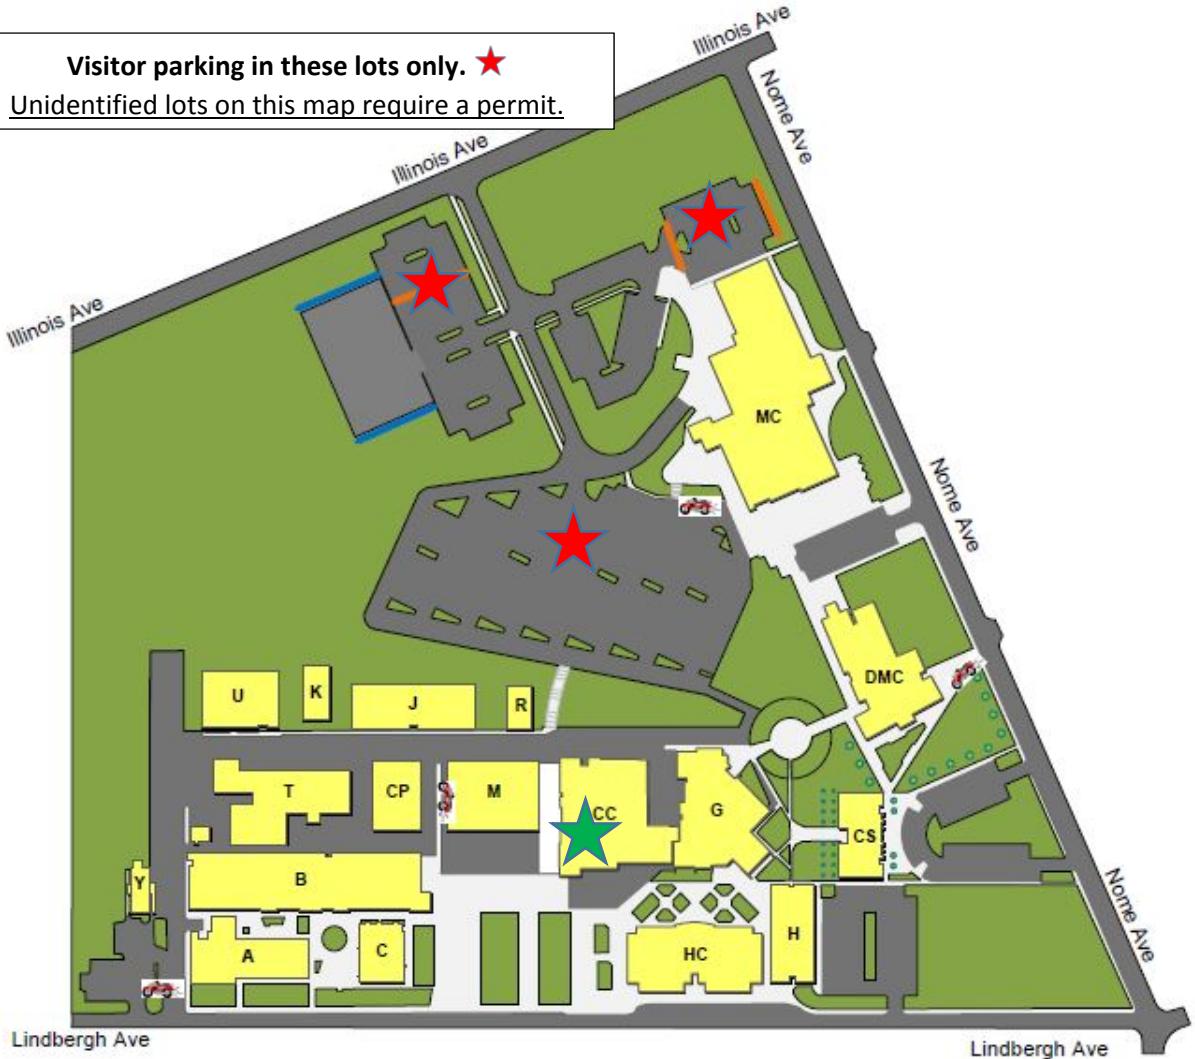 Illinois Ave
Visitor parking in these lots only.
Unidentified lots on this map require a permit.
Nome Ave
Illinois Ave
Illinois Ave
MC
Nome Ave
DMC
U
K
J
R
T
CP
M
CC
G
CS
B
Y
A
C
HC
H
Nome Ave
Lindbergh Ave
Lindbergh Ave